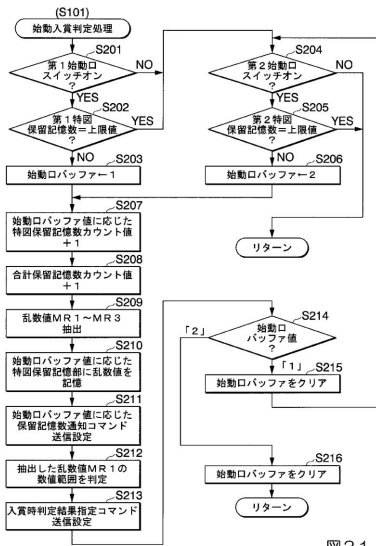 (S101)
始動入賞判定処理
S201
第1始動口
スイッチオン
?
NO
YES
S202
第1特図
保留記憶数=上限値
?
YES
NO
S203
始動口バッファ←1
S204
第2始動口
スイッチオン
?
NO
YES
S205
第2特図
保留記憶数=上限値
?
YES
NO
S206
始動口バッファ←2
リターン
S207
始動口バッファ値に応じた
特図保留記憶数カウント値
+1
S208
合計保留記憶数カウント値
+1
S209
乱数値MR1~MR3
抽出
S210
始動口バッファ値に応じた
特図保留記憶部に乱数値を
記憶
S211
始動口バッファ値に応じた
保留記憶数通知コマンド
送信設定
S212
抽出した乱数値MR1の
数値範囲を判定
S213
入賞時判定結果指定コマンド
送信設定
S214
始動口
バッファ値
?
「2」
「1」
S215
始動口バッファをクリア
S216
始動口バッファをクリア
リターン